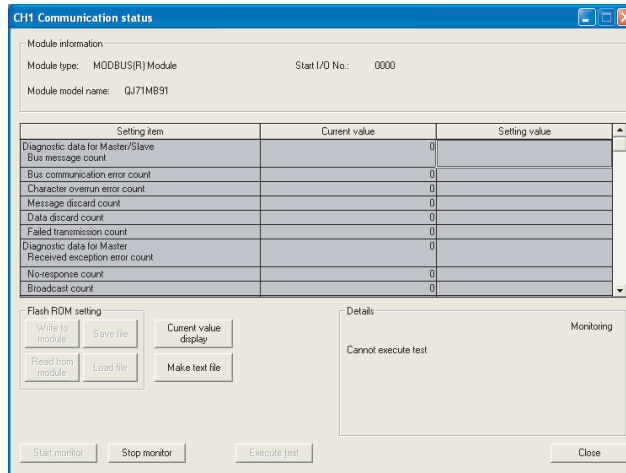 CH1 Communication status
Module information
Module type: MODBUS(R) Module Start I/O No.: 0000
Module model name: QJ71MB91
Setting item Current value Setting value
Diagnostic data for Master/Slave
Bus message count 0
Bus communication error count 0
Character overrun error count 0
Message discard count 0
Data discard count 0
Failed transmission count 0
Diagnostic data for Master
Received exception error count 0
No-response count 0
Broadcast count 0
Flash ROM setting
Write to module
Save file
Current value display
Read from module
Load file
Make text file
Details
Monitoring
Cannot execute test
Start monitor Stop monitor Execute test Close